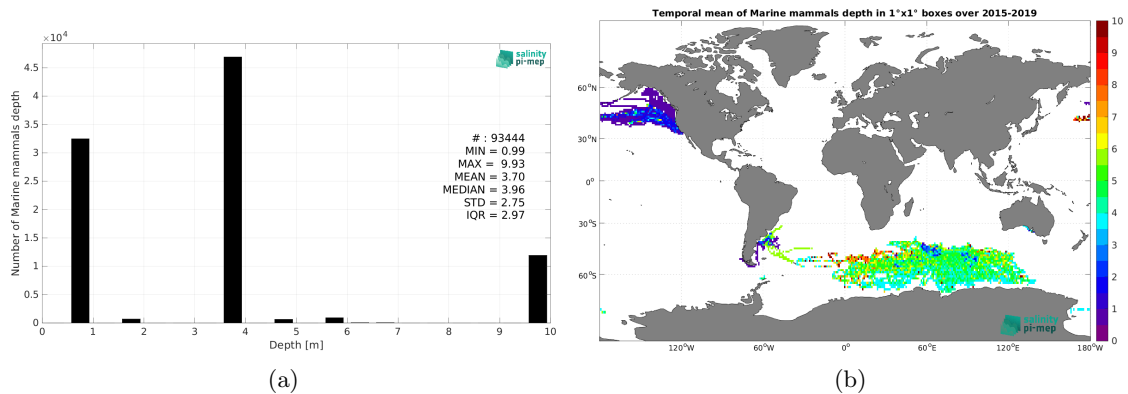 ×10⁴
4.5
4
3.5
3
2.5
2
1.5
1
0.5
0
Number of Marine mammals depth
0 1 2 3 4 5 6 7 8 9 10
Depth [m]
salinity
pi-mep
# : 93444
MIN = 0.99
MAX = 9.93
MEAN = 3.70
MEDIAN = 3.96
STD = 2.75
IQR = 2.97
(a)
Temporal mean of Marine mammals depth in 1°x1° boxes over 2015-2019
60°N
30°N
0°
30°S
60°S
120°W 60°W 0° 60°E 120°E 180°W
salinity
pi-mep
10
9
8
7
6
5
4
3
2
1
0
(b)